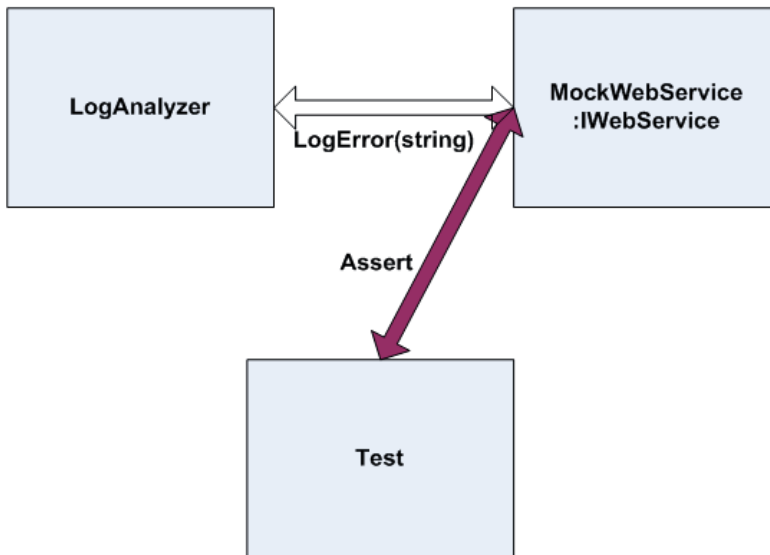 LogAnalyzer
MockWebService
:IWebService
LogError(string)
Assert
Test